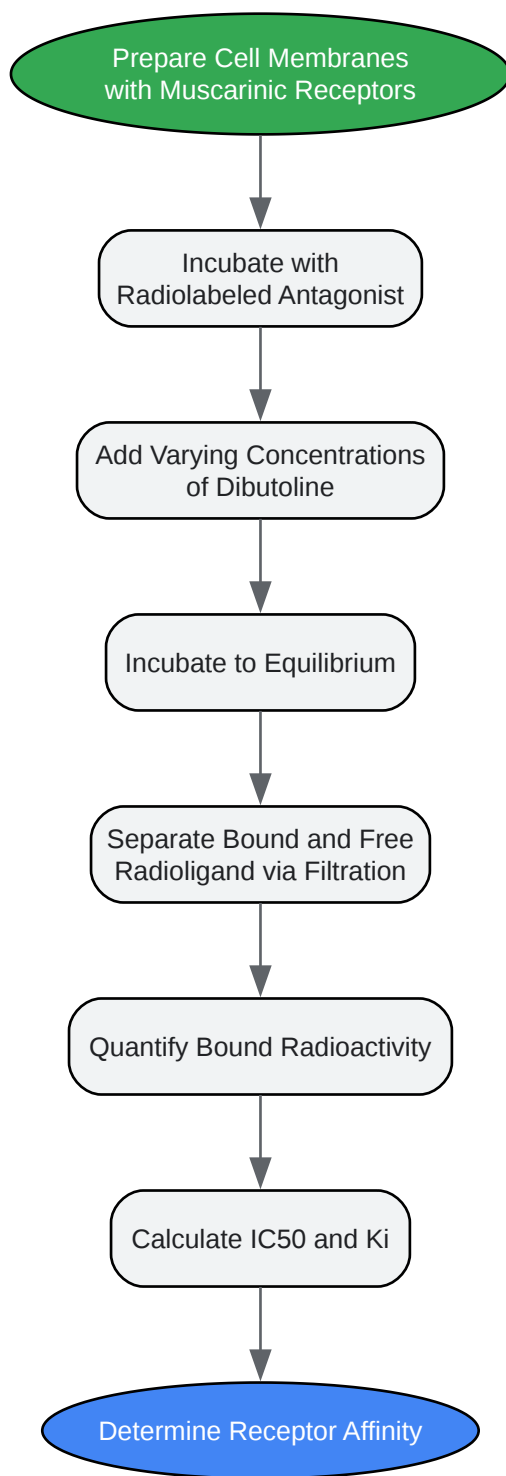 Prepare Cell Membranes
with Muscarinic Receptors
Incubate with
Radiolabeled Antagonist
Add Varying Concentrations
of Dibutoline
Incubate to Equilibrium
Separate Bound and Free
Radioligand via Filtration
Quantify Bound Radioactivity
Calculate IC50 and Ki
Determine Receptor Affinity